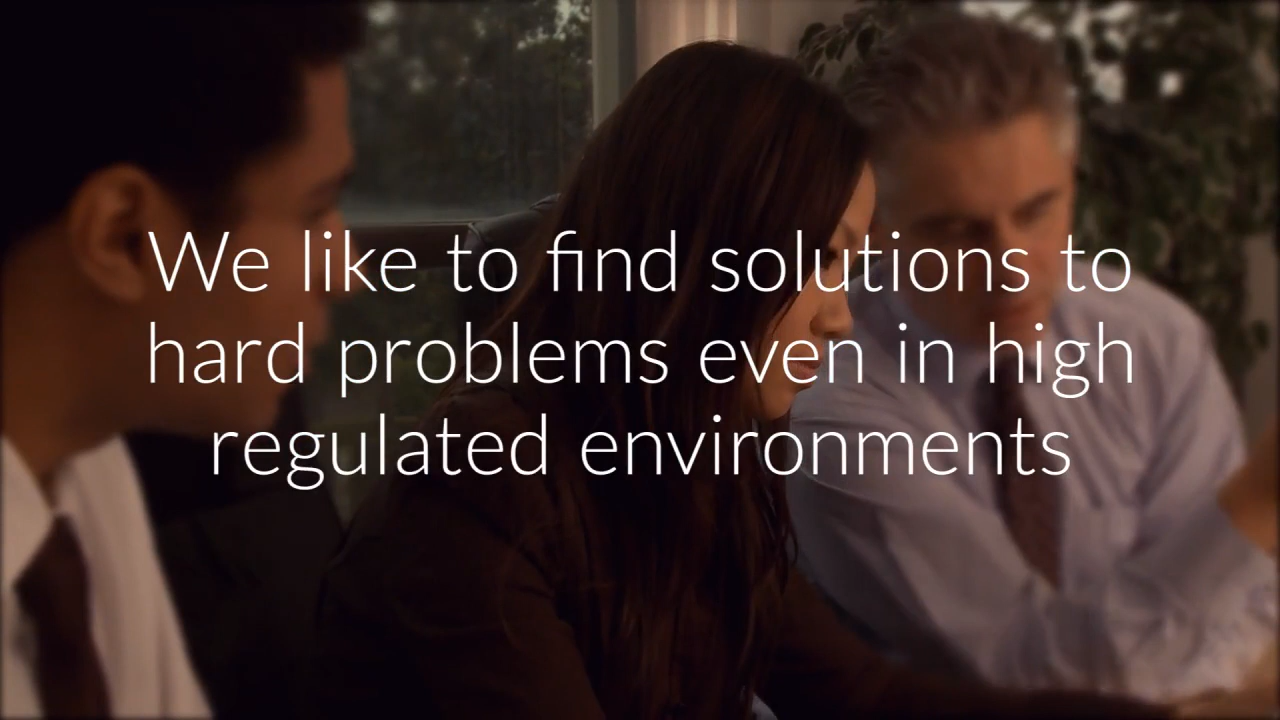 We like to find solutions to
hard problems even in high
regulated environments